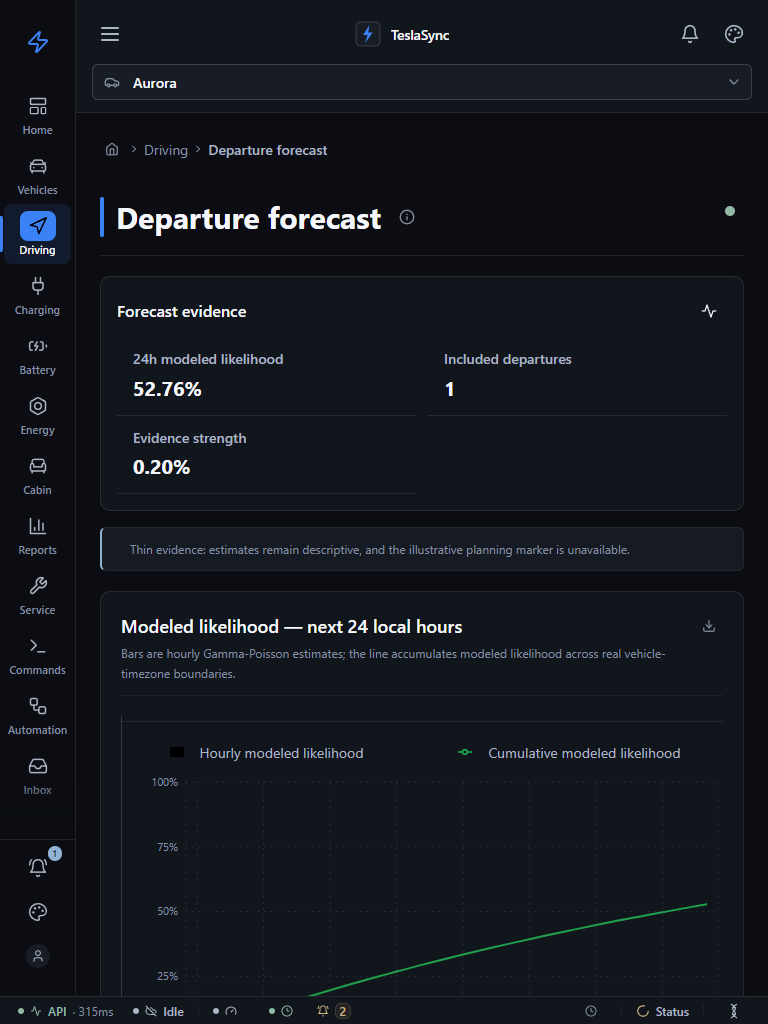 TeslaSync
Aurora
Home
Vehicles
Driving
Charging
Battery
Energy
Cabin
Reports
Service
Commands
Automation
Inbox
1
Driving
Departure forecast
Departure forecast
Forecast evidence
24h modeled likelihood
52.76%
Included departures
1
Evidence strength
0.20%
Thin evidence: estimates remain descriptive, and the illustrative planning marker is unavailable.
Modeled likelihood — next 24 local hours
Bars are hourly Gamma-Poisson estimates; the line accumulates modeled likelihood across real vehicle-
timezone boundaries.
Hourly modeled likelihood
Cumulative modeled likelihood
100%
75%
50%
25%
API · 315ms
Idle
2
Status